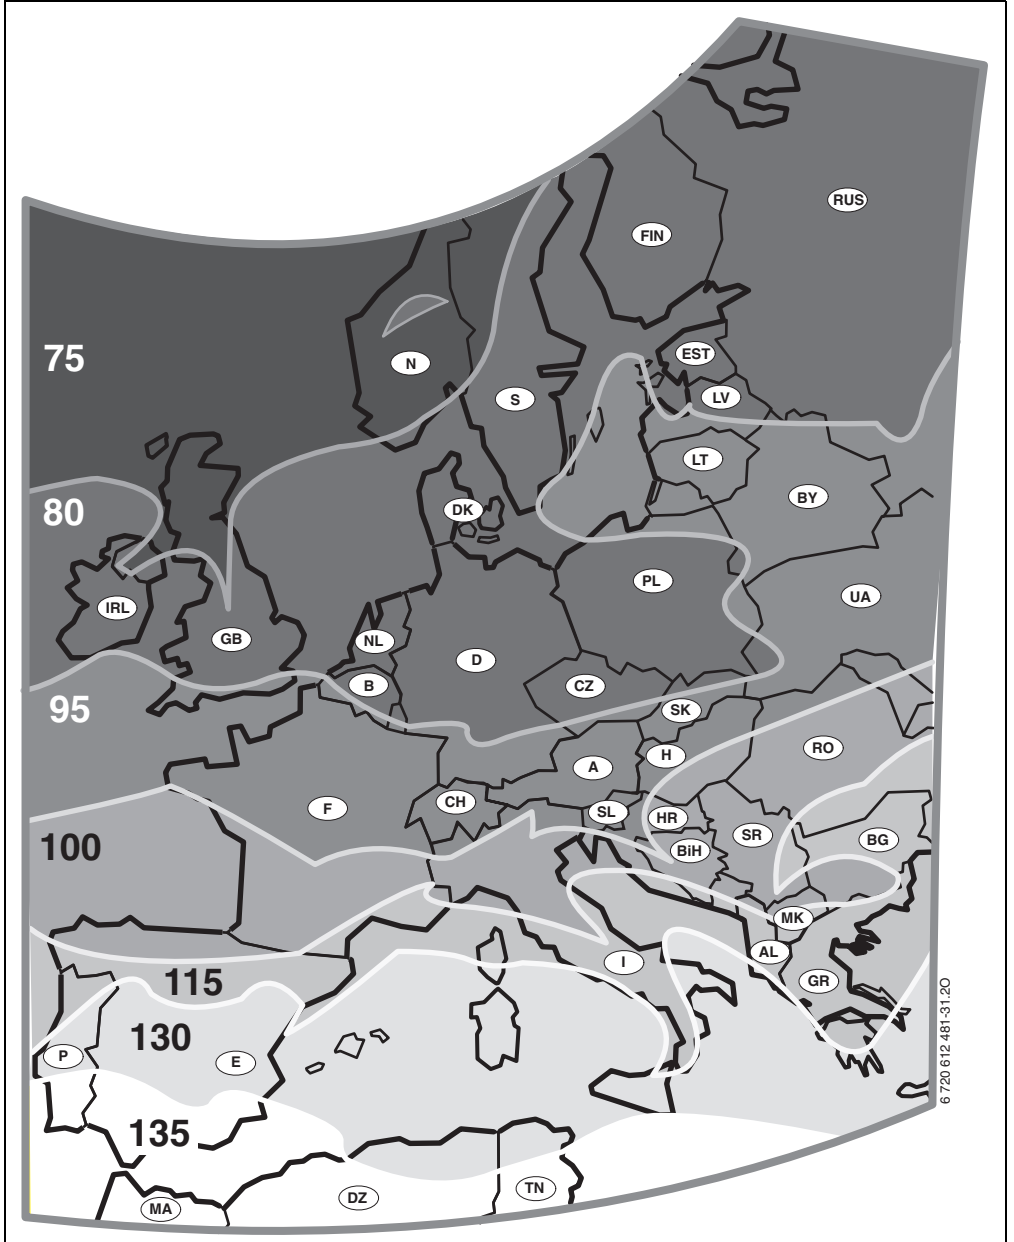 RUS
FIN
75
EST
N
LV
S
LT
BY
80
DK
PL
UA
IRL
GB
NL
D
B
CZ
95
SK
RO
H
A
CH
F
SL
HR
SR
BG
100
BiH
MK
AL
I
115
GR
130
P
E
135
MA
DZ
TN
6 720 612 481-31.2O